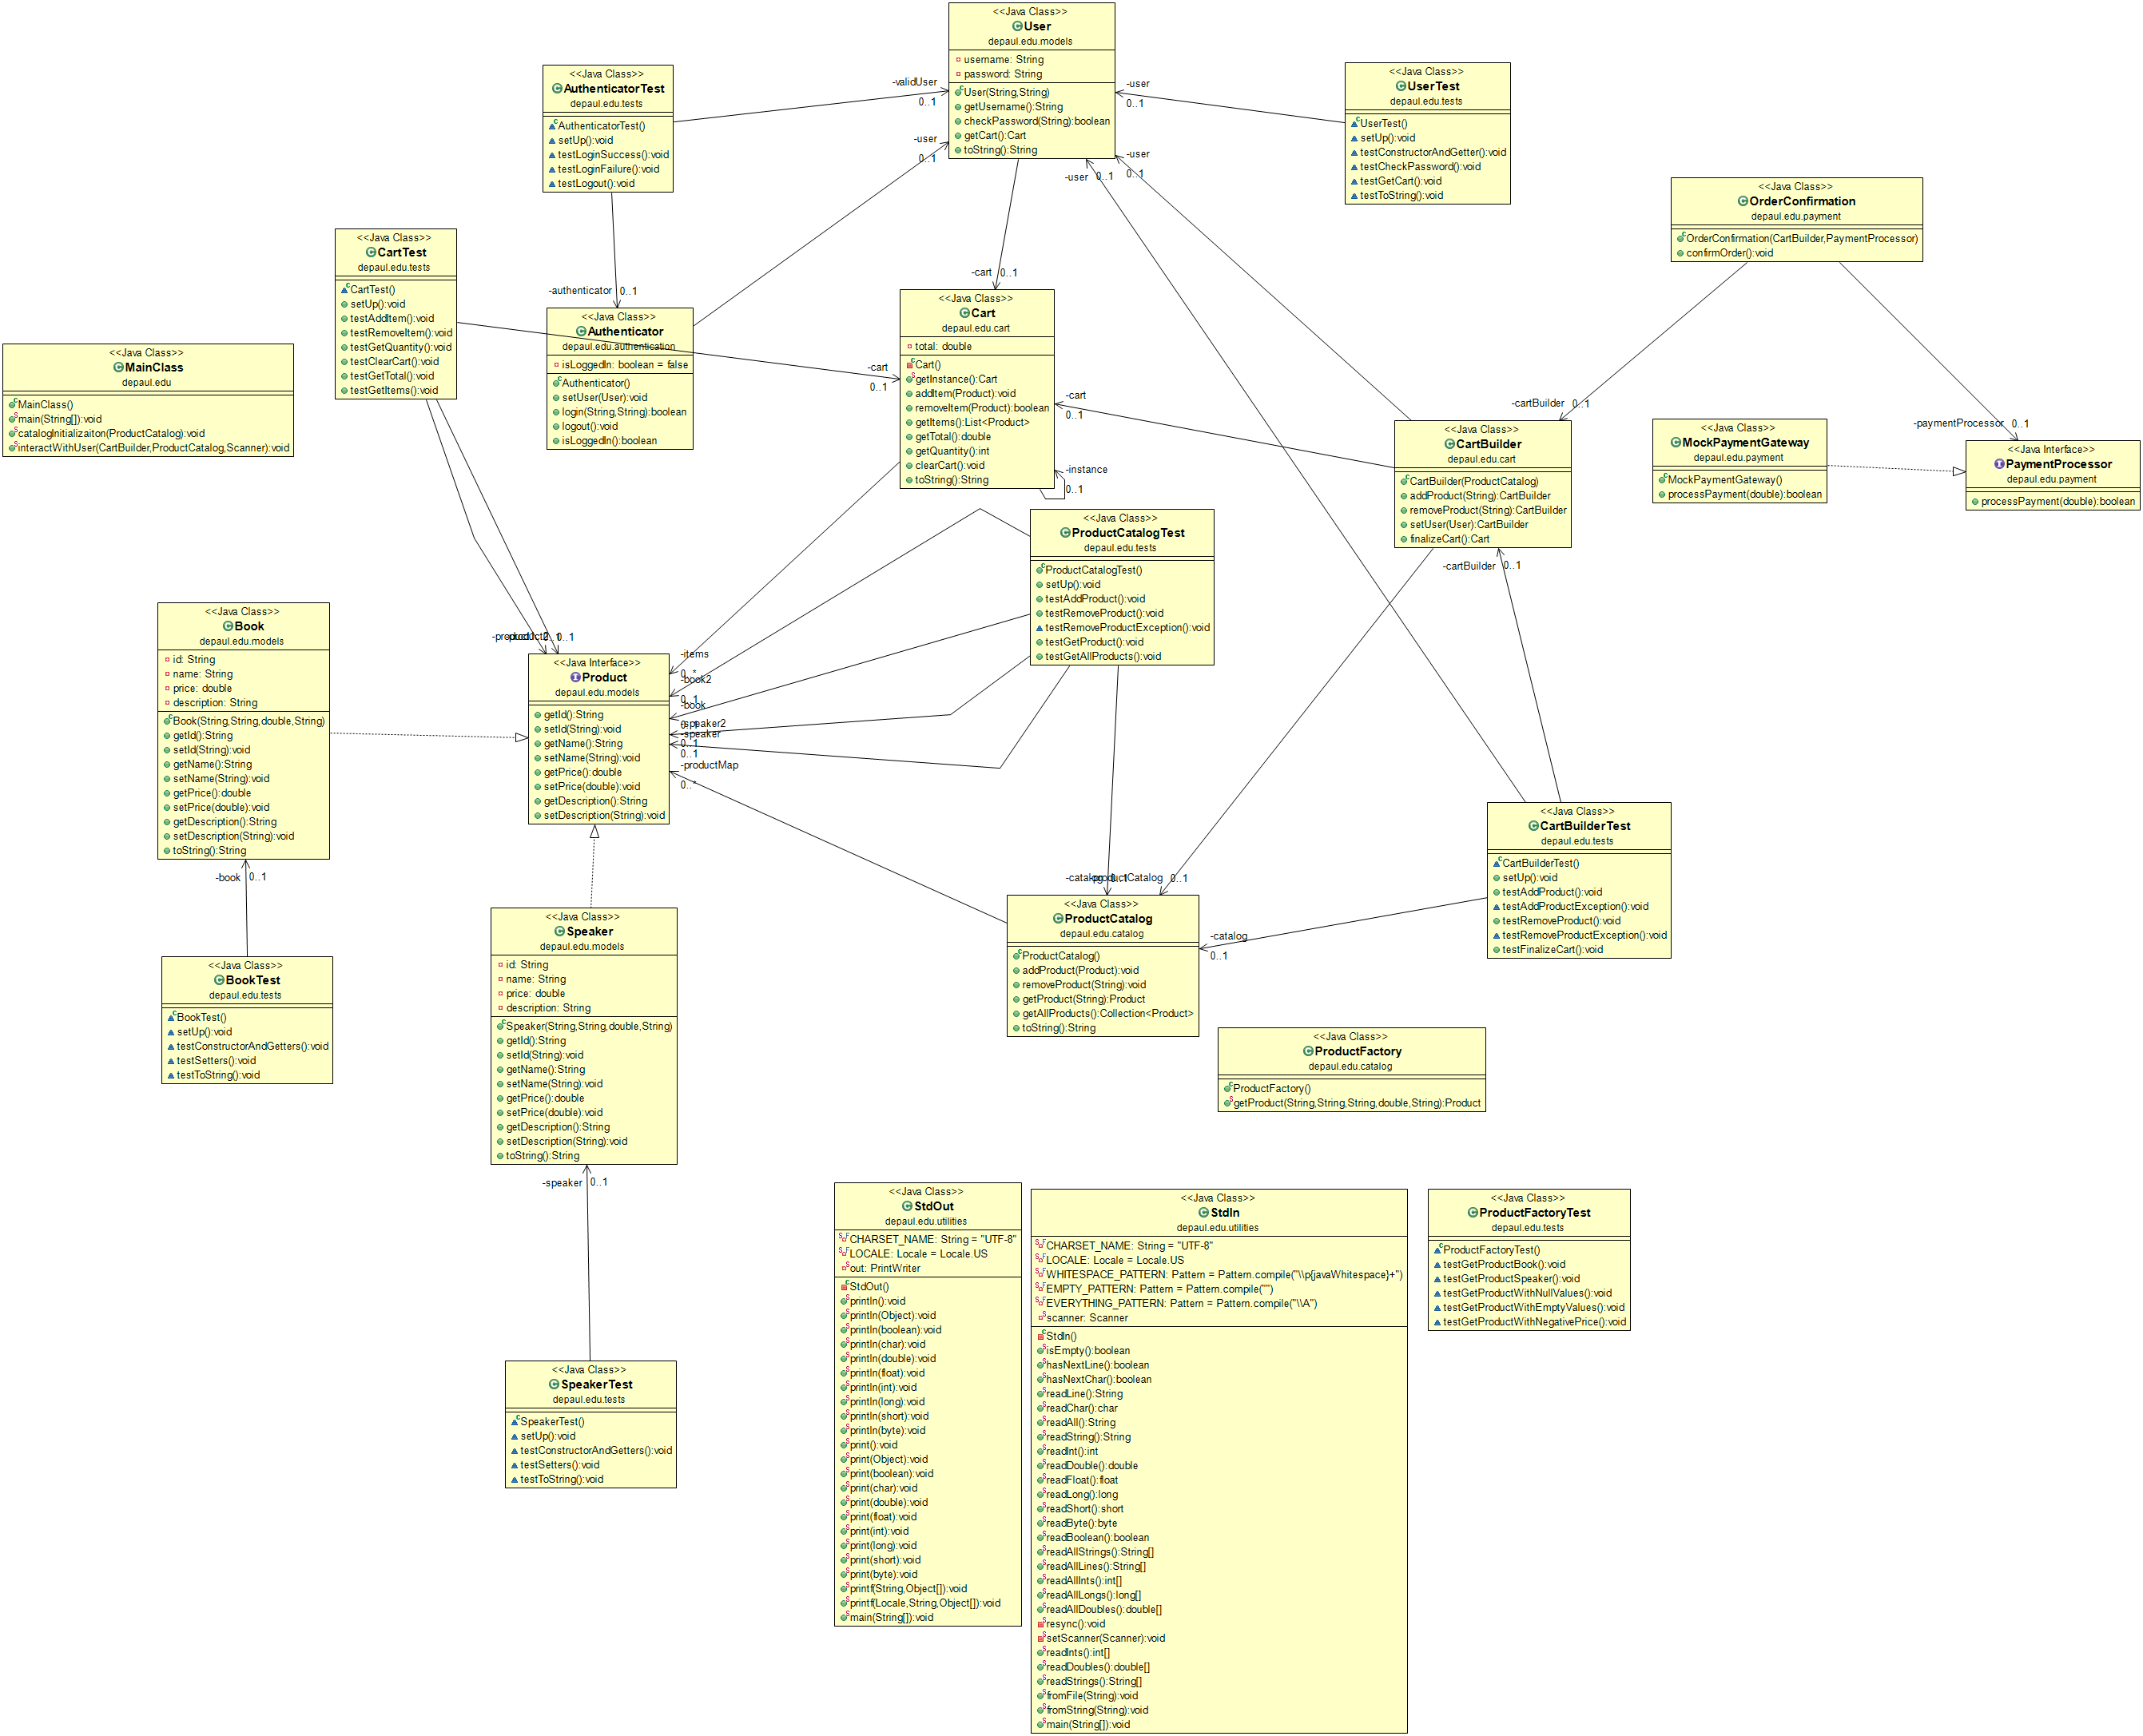 <<Java Class>>
User
depaul.edu.models
username: String
password: String
User(String,String)
getUsername():String
checkPassword(String):boolean
getCart():Cart
toString():String
<<Java Class>>
AuthenticatorTest
depaul.edu.tests
AuthenticatorTest()
setUp():void
testLoginSuccess():void
testLoginFailure():void
testLogout():void
-validUser
0..1
-user
0..1
<<Java Class>>
UserTest
depaul.edu.tests
UserTest()
setUp():void
testConstructorAndGetter():void
testCheckPassword():void
testGetCart():void
testToString():void
-user
0..1
-user
0..1
-user
0..1
<<Java Class>>
OrderConfirmation
depaul.edu.payment
OrderConfirmation(CartBuilder,PaymentProcessor)
confirmOrder():void
<<Java Class>>
CartTest
depaul.edu.tests
CartTest()
setUp():void
testAddItem():void
testRemoveItem():void
testGetQuantity():void
testClearCart():void
testGetTotal():void
testGetItems():void
-authenticator
0..1
<<Java Class>>
Authenticator
depaul.edu.authentication
isLoggedIn: boolean = false
Authenticator()
setUser(User):void
login(String,String):boolean
logout():void
isLoggedIn():boolean
-cart
0..1
<<Java Class>>
Cart
depaul.edu.cart
total: double
Cart()
getInstance():Cart
addItem(Product):void
removeItem(Product):boolean
getItems():List<Product>
getTotal():double
getQuantity():int
clearCart():void
toString():String
-cart
0..1
-cart
0..1
-instance
0..1
<<Java Class>>
MainClass
depaul.edu
MainClass()
main(String[]):void
catalogInitializaiton(ProductCatalog):void
interactWithUser(CartBuilder,ProductCatalog,Scanner):void
-cartBuilder
0..1
<<Java Class>>
CartBuilder
depaul.edu.cart
CartBuilder(ProductCatalog)
addProduct(String):CartBuilder
removeProduct(String):CartBuilder
setUser(User):CartBuilder
finalizeCart():Cart
-cartBuilder
0..1
<<Java Class>>
MockPaymentGateway
depaul.edu.payment
MockPaymentGateway()
processPayment(double):boolean
-paymentProcessor
0..1
<<Java Interface>>
PaymentProcessor
depaul.edu.payment
processPayment(double):boolean
<<Java Class>>
ProductCatalogTest
depaul.edu.tests
ProductCatalogTest()
setUp():void
testAddProduct():void
testRemoveProduct():void
testRemoveProductException():void
testGetProduct():void
testGetAllProducts():void
<<Java Class>>
Book
depaul.edu.models
id: String
name: String
price: double
description: String
Book(String,String,double,String)
getId():String
setId(String):void
getName():String
setName(String):void
getPrice():double
setPrice(double):void
getDescription():String
setDescription(String):void
toString():String
0..1
<<Java Interface>>
Product
depaul.edu.models
getId():String
setId(String):void
getName():String
setName(String):void
getPrice():double
setPrice(double):void
getDescription():String
setDescription(String):void
-items
0..*
-book2
0..1
-book
-speaker2
0..1
-speaker
0..1
-productMap
0..*
-book
0..1
<<Java Class>>
BookTest
depaul.edu.tests
BookTest()
setUp():void
testConstructorAndGetters():void
testSetters():void
testToString():void
<<Java Class>>
Speaker
depaul.edu.models
id: String
name: String
price: double
description: String
Speaker(String,String,double,String)
getId():String
setId(String):void
getName():String
setName(String):void
getPrice():double
setPrice(double):void
getDescription():String
setDescription(String):void
toString():String
-catalog
-productCatalog
0..1
<<Java Class>>
ProductCatalog
depaul.edu.catalog
ProductCatalog()
addProduct(Product):void
removeProduct(String):void
getProduct(String):Product
getAllProducts():Collection<Product>
toString():String
-catalog
0..1
<<Java Class>>
CartBuilderTest
depaul.edu.tests
CartBuilderTest()
setUp():void
testAddProduct():void
testAddProductException():void
testRemoveProduct():void
testRemoveProductException():void
testFinalizeCart():void
<<Java Class>>
ProductFactory
depaul.edu.catalog
ProductFactory()
getProduct(String,String,String,double,String):Product
-speaker
0..1
<<Java Class>>
SpeakerTest
depaul.edu.tests
SpeakerTest()
setUp():void
testConstructorAndGetters():void
testSetters():void
testToString():void
<<Java Class>>
StdOut
depaul.edu.utilities
CHARSET_NAME: String = "UTF-8"
LOCALE: Locale = Locale.US
out: PrintWriter
StdOut()
println():void
println(Object):void
println(boolean):void
println(char):void
println(double):void
println(float):void
println(int):void
println(long):void
println(short):void
println(byte):void
print():void
print(Object):void
print(boolean):void
print(char):void
print(double):void
print(float):void
print(int):void
print(long):void
print(short):void
print(byte):void
printf(String,Object[]):void
printf(Locale,String,Object[]):void
main(String[]):void
<<Java Class>>
StdIn
depaul.edu.utilities
CHARSET_NAME: String = "UTF-8"
LOCALE: Locale = Locale.US
WHITESPACE_PATTERN: Pattern = Pattern.compile("\\p{javaWhitespace}+")
EMPTY_PATTERN: Pattern = Pattern.compile("")
EVERYTHING_PATTERN: Pattern = Pattern.compile("\\A")
scanner: Scanner
StdIn()
isEmpty():boolean
hasNextLine():boolean
hasNextChar():boolean
readLine():String
readChar():char
readAll():String
readString():String
readInt():int
readDouble():double
readFloat():float
readLong():long
readShort():short
readByte():byte
readBoolean():boolean
readAllStrings():String[]
readAllLines():String[]
readAllInts():int[]
readAllLongs():long[]
readAllDoubles():double[]
resync():void
setScanner(Scanner):void
readInts():int[]
readDoubles():double[]
readStrings():String[]
fromFile(String):void
fromString(String):void
main(String[]):void
<<Java Class>>
ProductFactoryTest
depaul.edu.tests
ProductFactoryTest()
testGetProductBook():void
testGetProductSpeaker():void
testGetProductWithNullValues():void
testGetProductWithEmptyValues():void
testGetProductWithNegativePrice():void